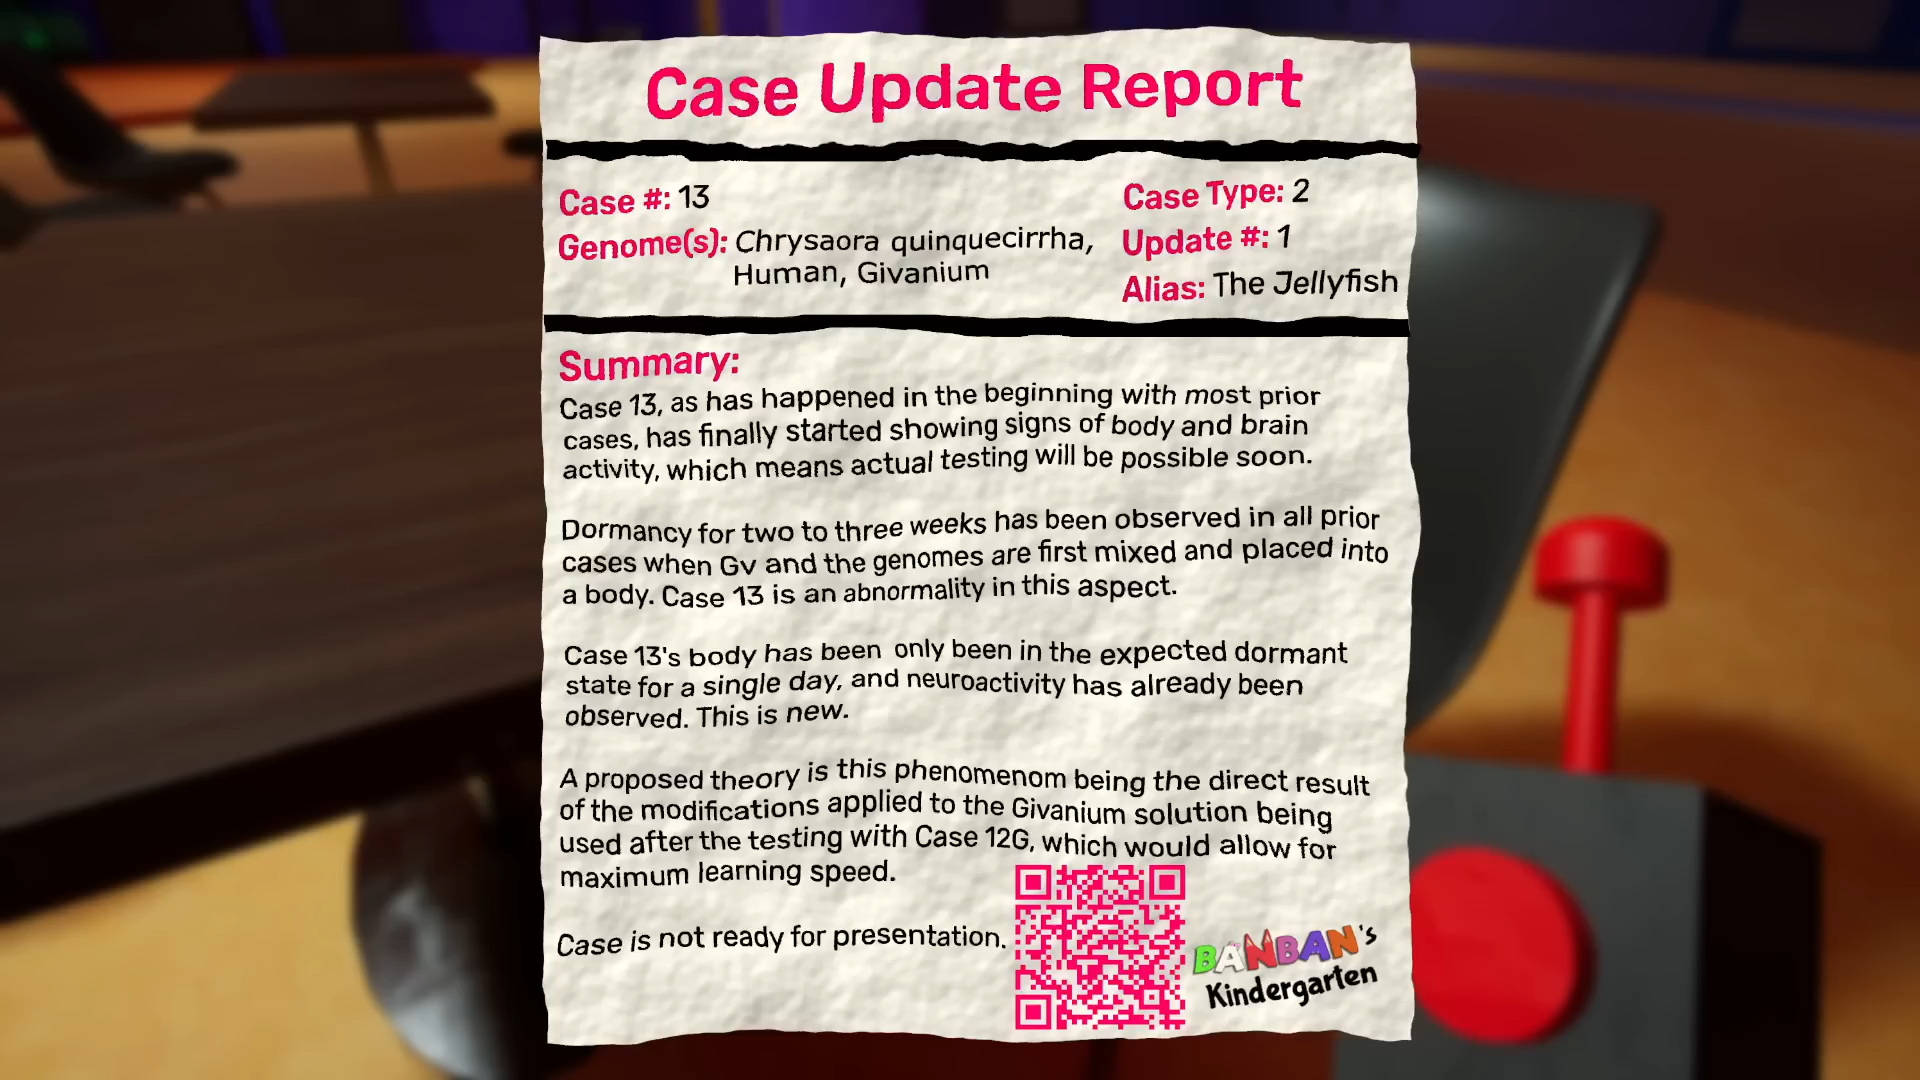 Case Update Report
Case #: 13
Genome(s): Chrysaora quinquecirrha,
Human, Givanium
Case Type: 2
Update #: 1
Alias: The Jellyfish
Summary:
Case 13, as has happened in the beginning with most prior
cases, has finally started showing signs of body and brain
activity, which means actual testing will be possible soon.
Dormancy for two to three weeks has been observed in all prior
cases when Gv and the genomes are first mixed and placed into
a body. Case 13 is an abnormality in this aspect.
Case 13's body has been only been in the expected dormant
state for a single day, and neuroactivity has already been
observed. This is new.
A proposed theory is this phenomenom being the direct result
of the modifications applied to the Givanium solution being
used after the testing with Case 12G, which would allow for
maximum learning speed.
Case is not ready for presentation.
BANBAN's
Kindergarten